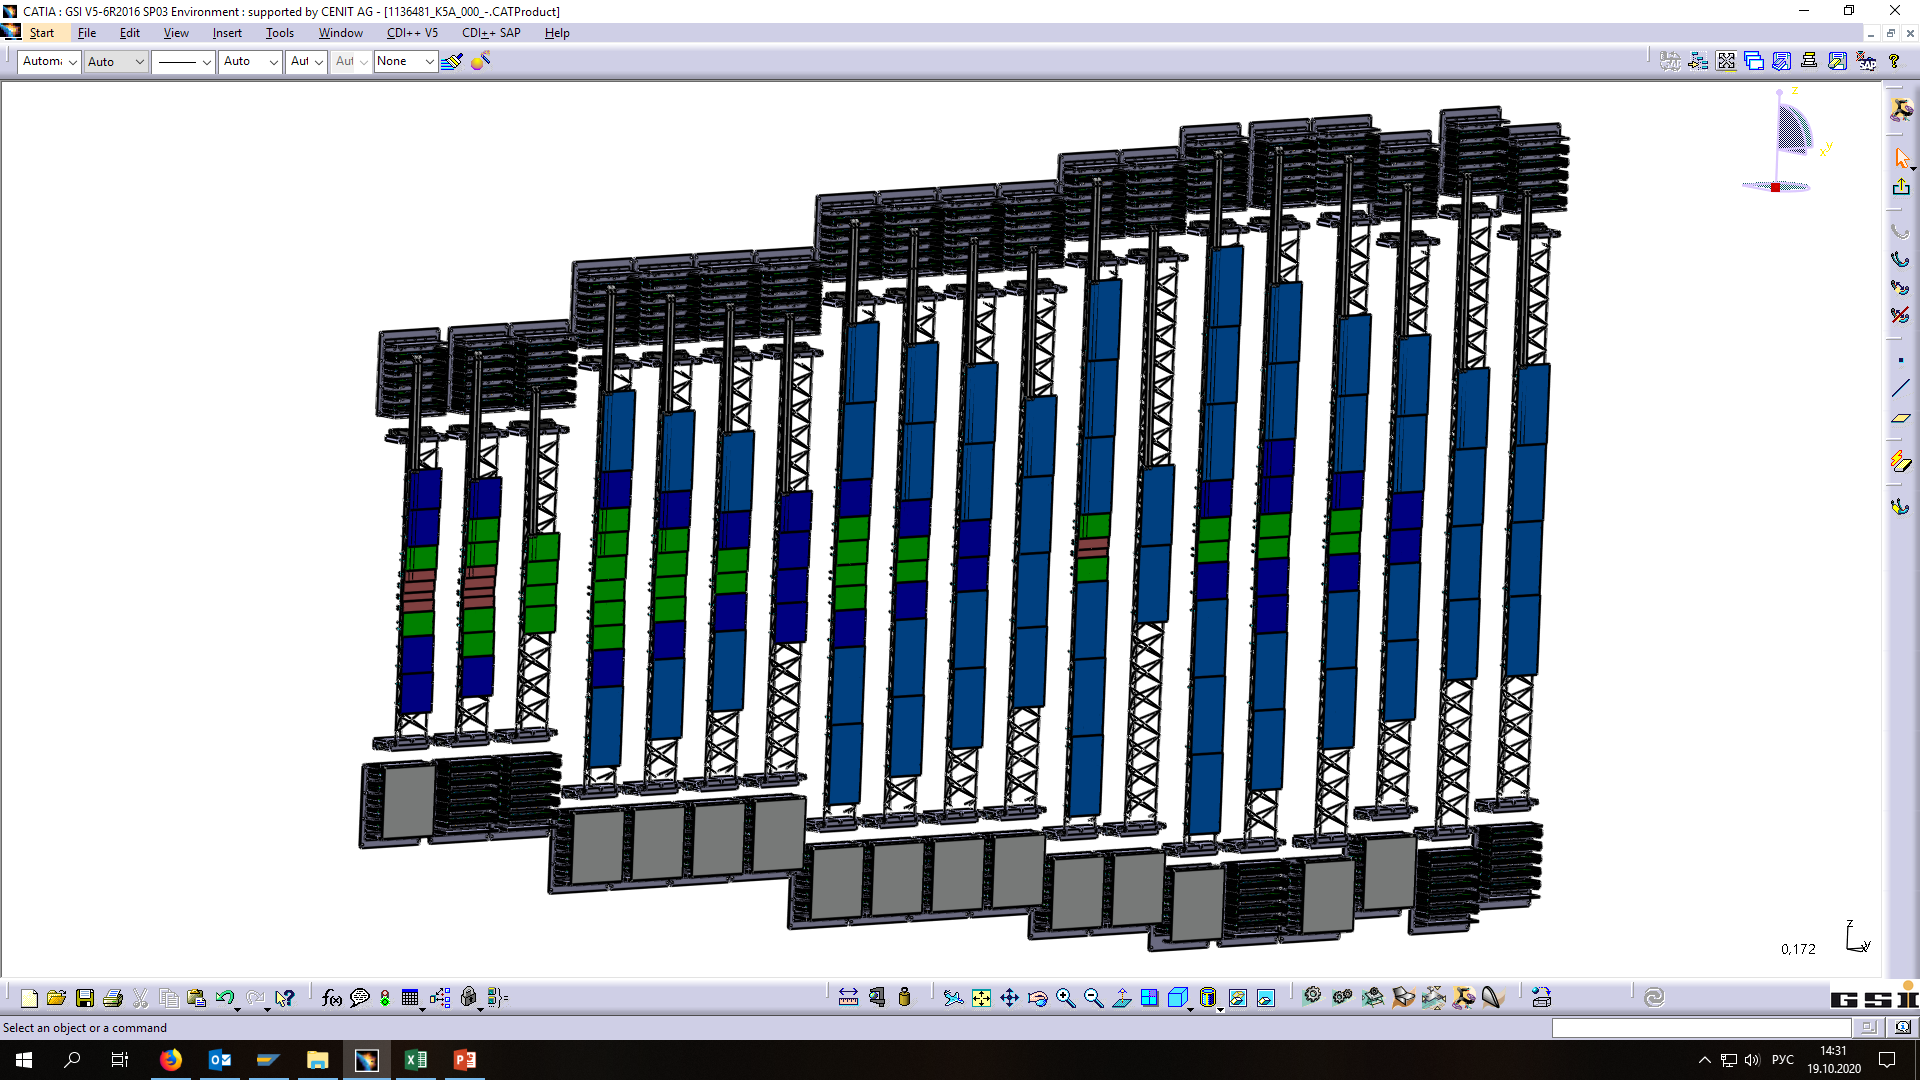 CATIA : GSI V5-6R2016 SP03 Environment : supported by CENIT AG - [1136481_K5A_000_-.CATProduct]
Start File Edit View Insert Tools Window CDI++ V5 CDI++ SAP Help
Auto Auto None
z
x y
0,172
z
y
GSI
Select an object or a command
РУС
14:31
19.10.2020